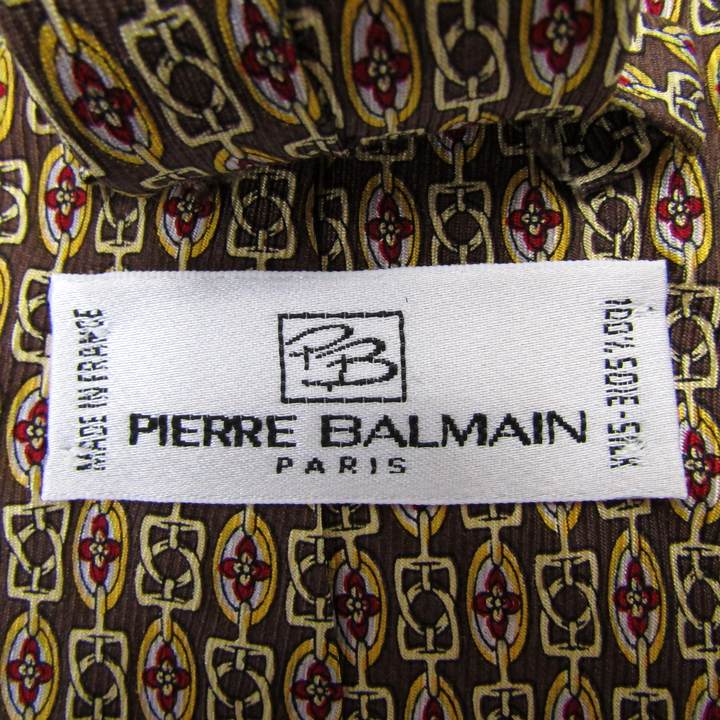 MADE IN FRANCE
PB
PIERRE BALMAIN
PARIS
100% SOIE-SILK